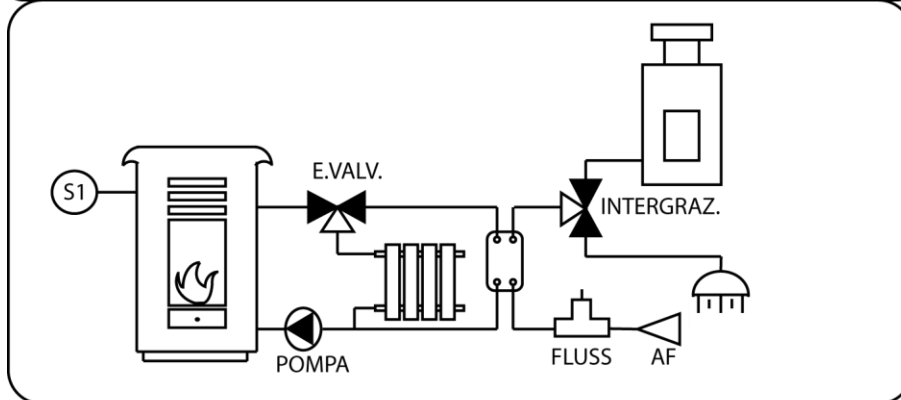 E.VALV.
S1
INTERGRAZ.
POMPA
FLUSS
AF